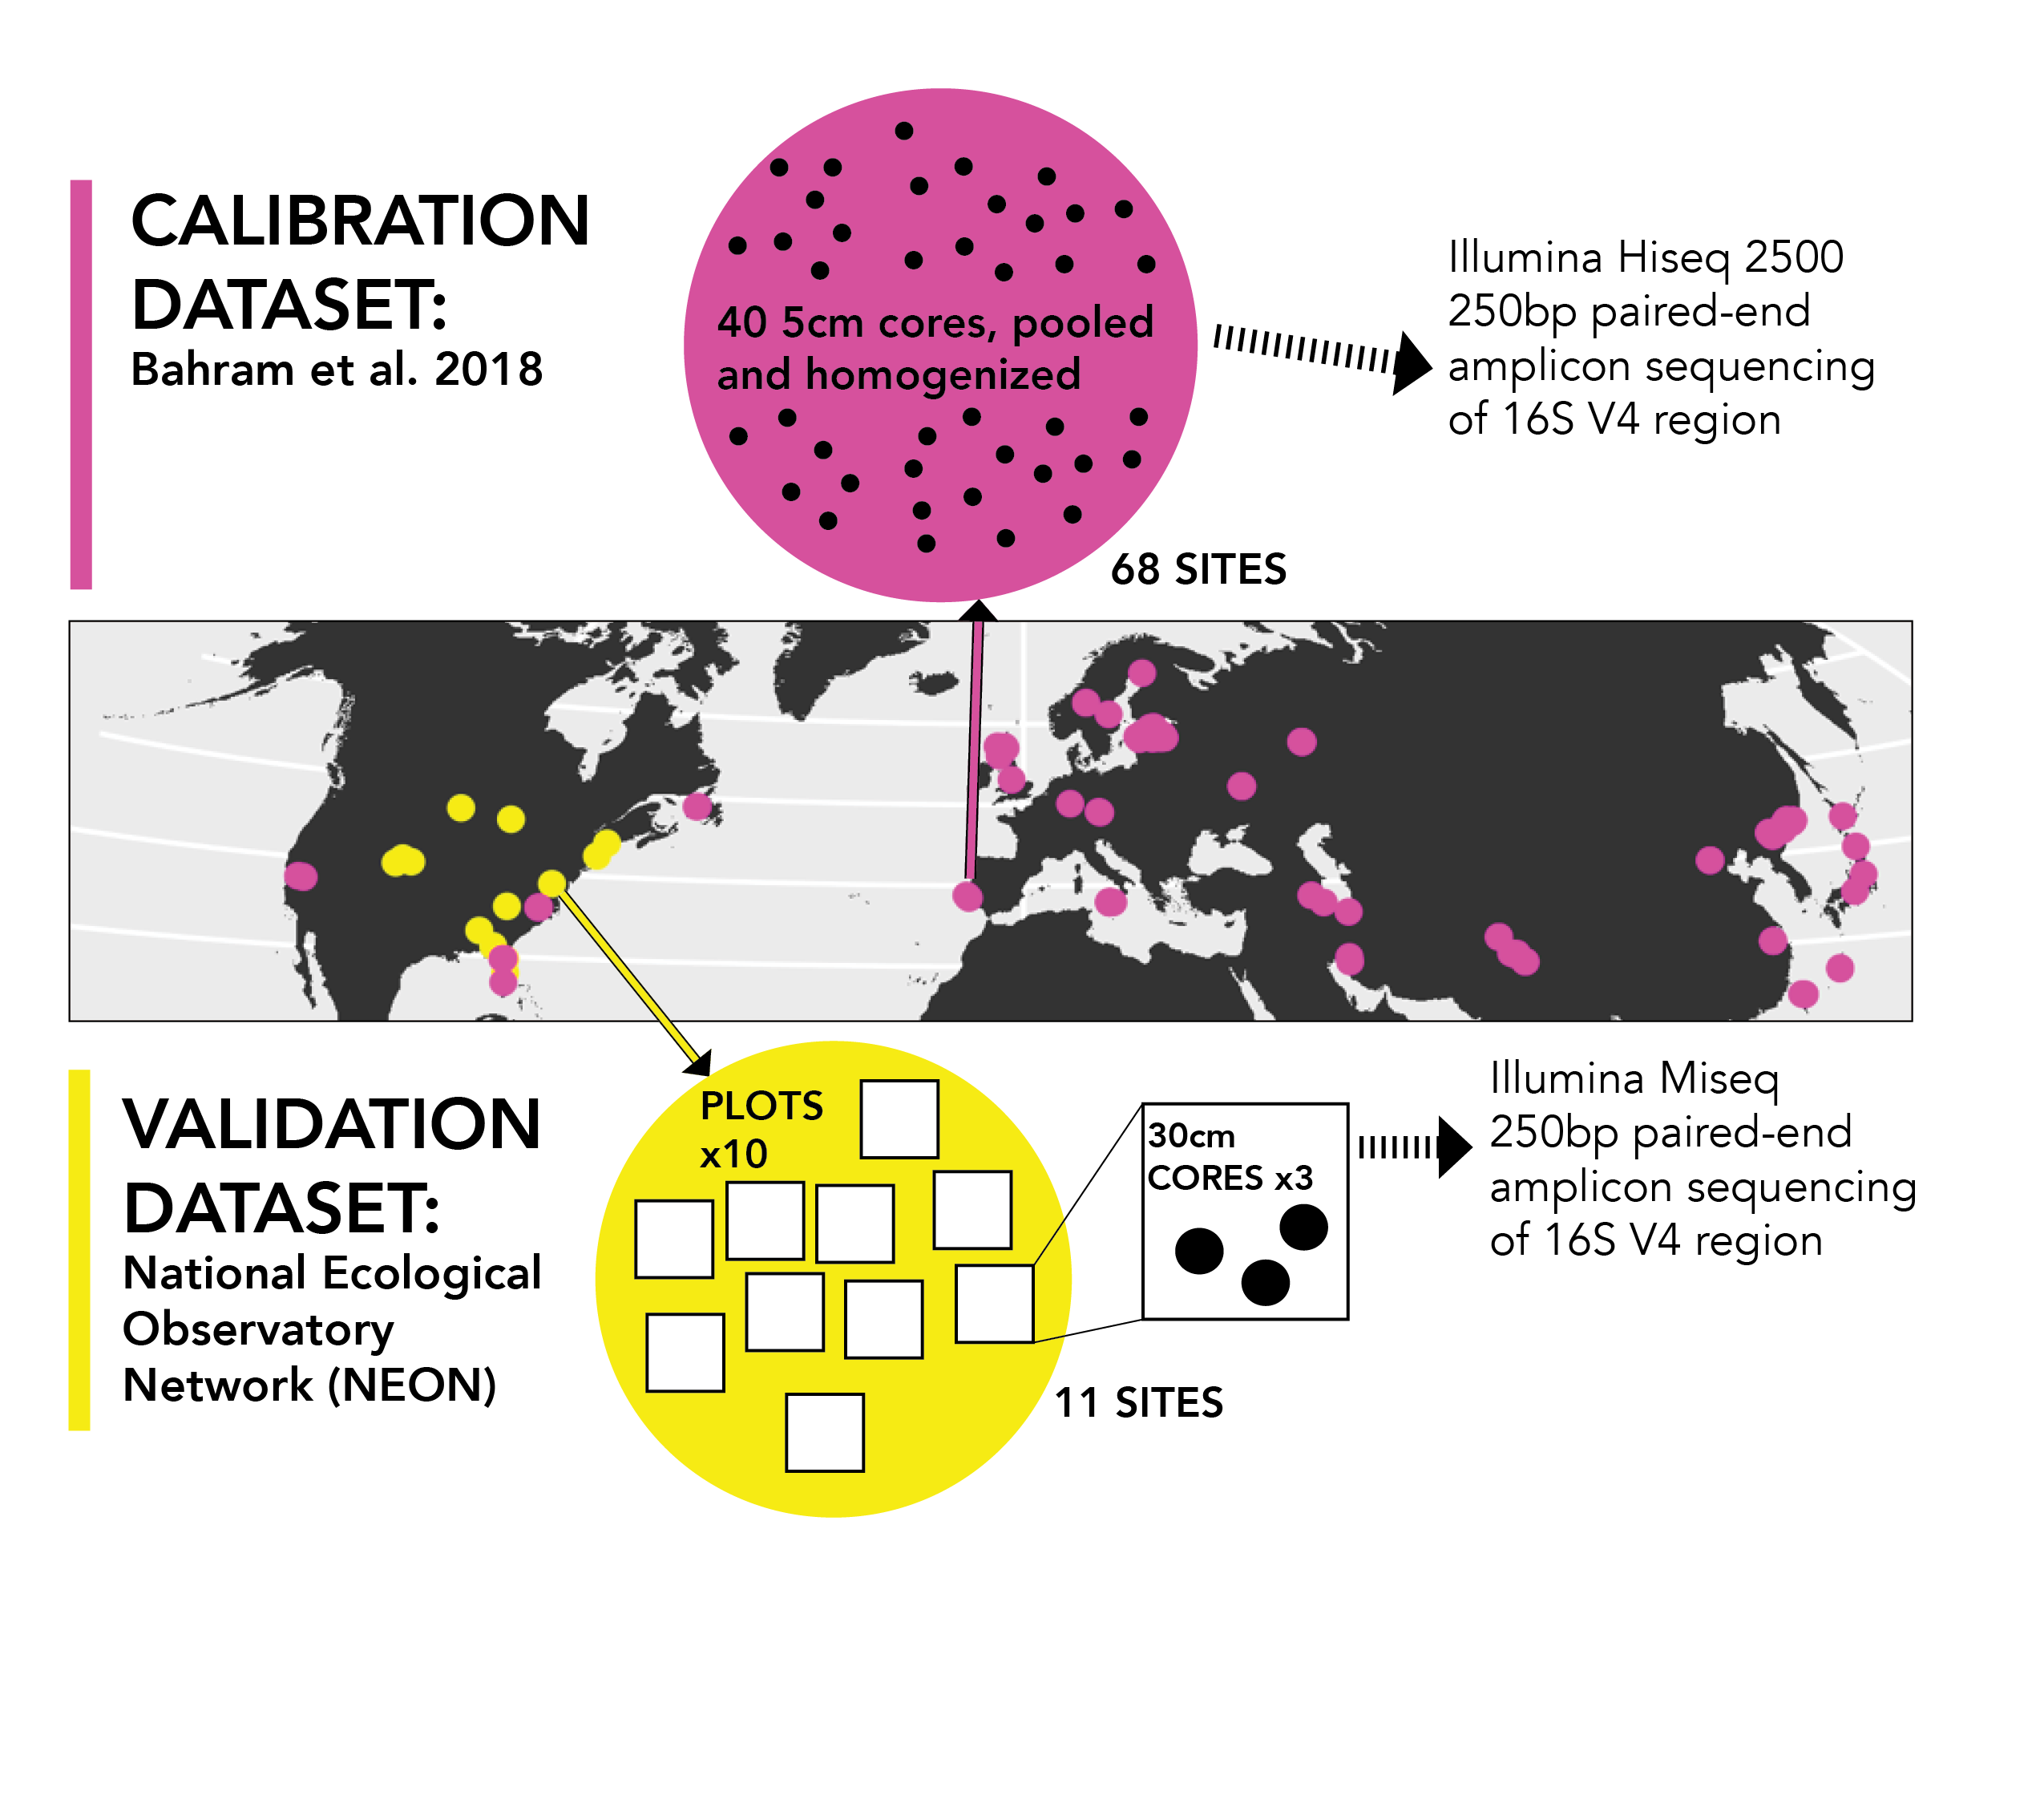 CALIBRATION
DATASET:
Bahram et al. 2018
40 5cm cores, pooled
and homogenized
Illumina Hiseq 2500
250bp paired-end
amplicon sequencing
of 16S V4 region
68 SITES
VALIDATION
DATASET:
National Ecological
Observatory
Network (NEON)
PLOTS
x10
30cm
CORES x3
11 SITES
Illumina Miseq
250bp paired-end
amplicon sequencing
of 16S V4 region